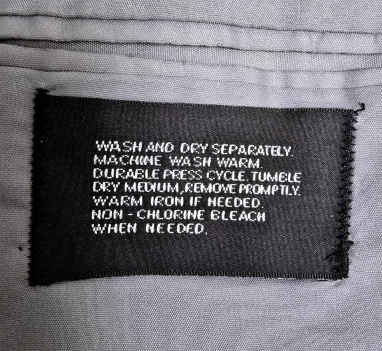 WASH AND DRY SEPARATELY.
MACHINE WASH WARM.
DURABLE PRESS CYCLE. TUMBLE
DRY MEDIUM, REMOVE PROMPTLY.
WARM IRON IF NEEDED.
NON - CHLORINE BLEACH
WHEN NEEDED.